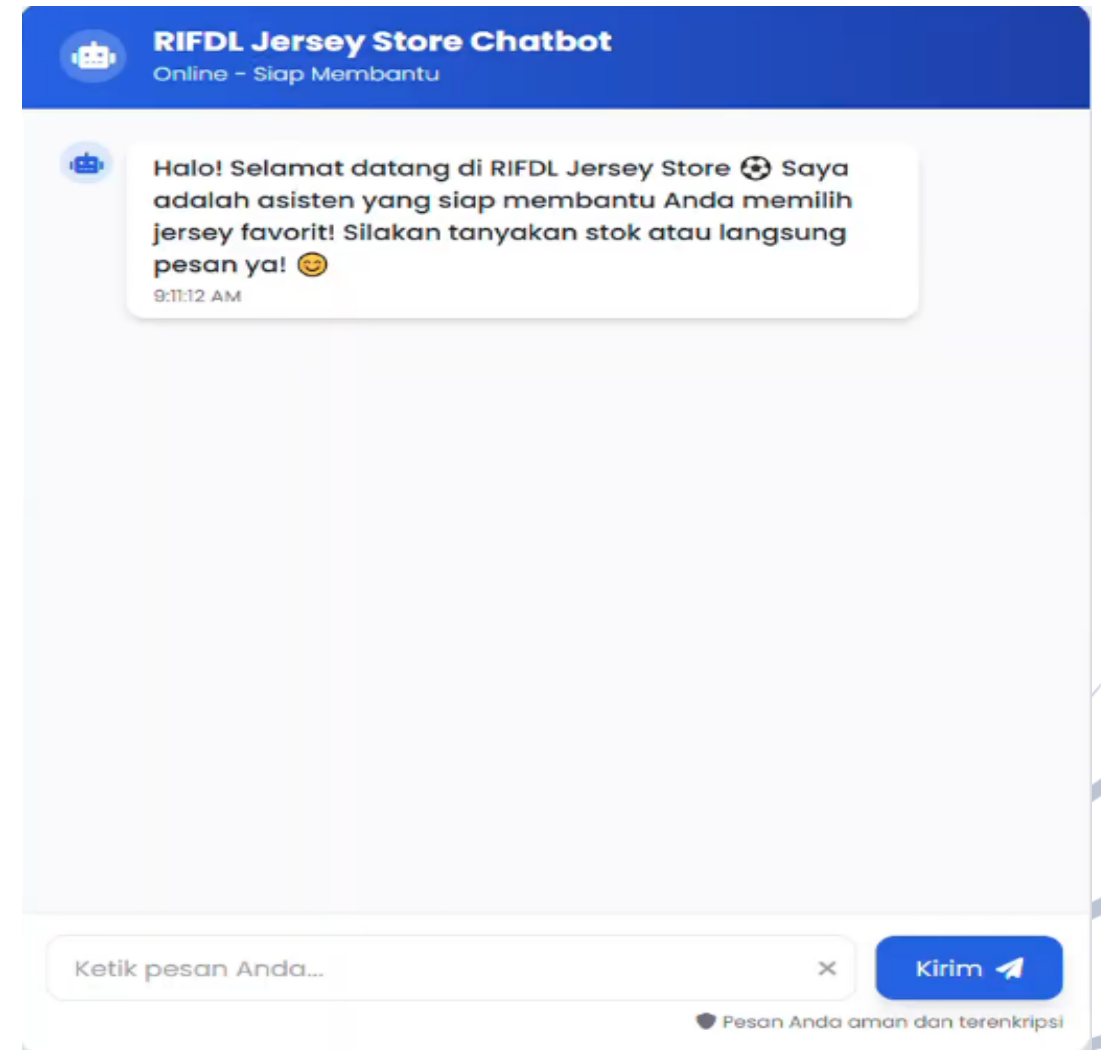 RIFDL Jersey Store Chatbot
Online - Siap Membantu
Halo! Selamat datang di RIFDL Jersey Store ⚽ Saya
adalah asisten yang siap membantu Anda memilih
jersey favorit! Silakan tanyakan stok atau langsung
pesan ya! 😊
9:11:12 AM
Ketik pesan Anda...
Kirim
Pesan Anda aman dan terenkripsi